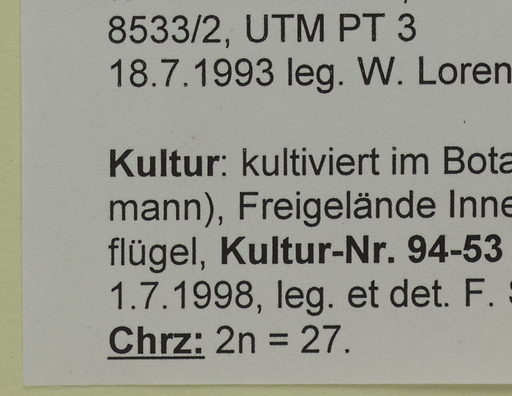 8533/2, UTM PT 3
18.7.1993 leg. W. Loren
Kultur: kultiviert im Bota
mann), Freigelände Inne
flügel, Kultur-Nr. 94-53
1.7.1998, leg. et det. F.
Chrz: 2n = 27.